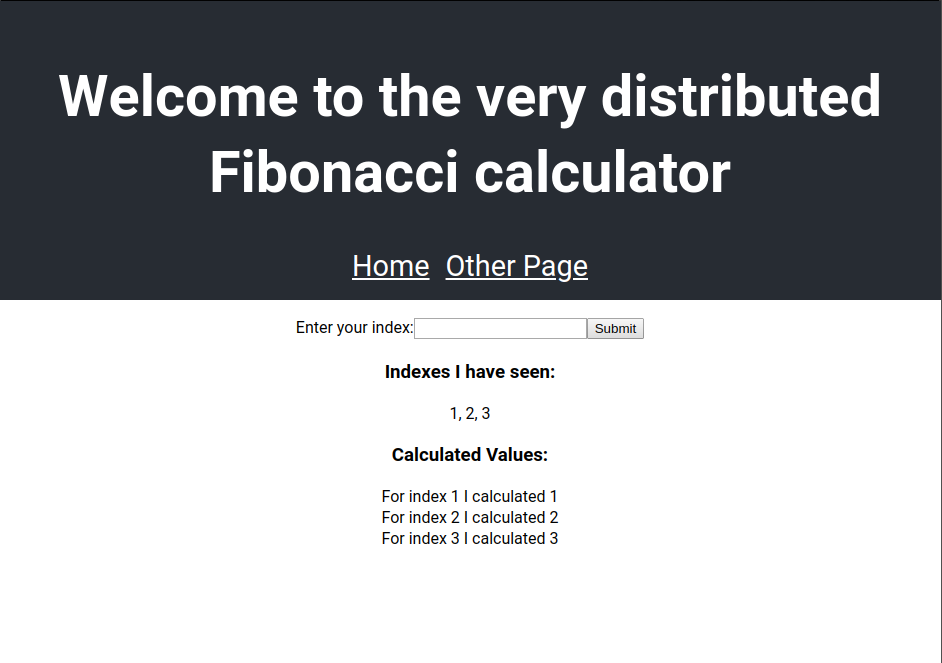 Welcome to the very distributed
Fibonacci calculator
Home Other Page
Enter your index: Submit
Indexes I have seen:
1, 2, 3
Calculated Values:
For index 1 I calculated 1
For index 2 I calculated 2
For index 3 I calculated 3